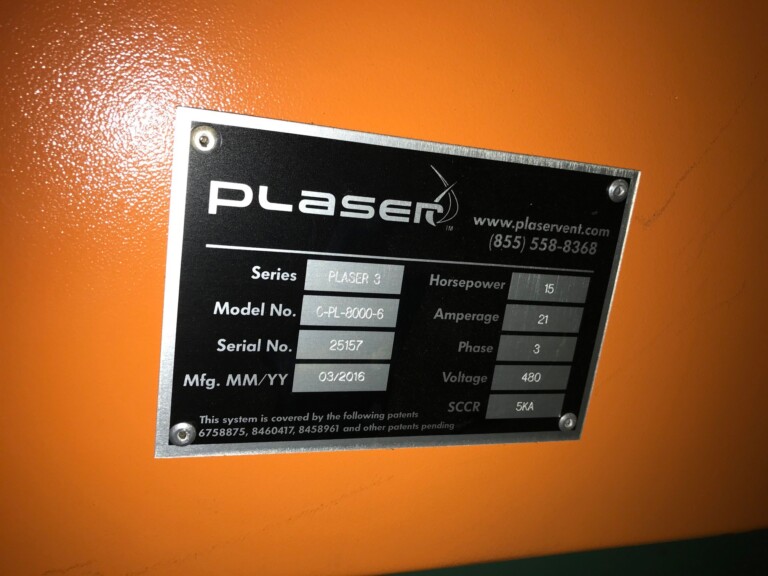 PLASER
TM
www.plaservent.com
(855) 558-8368
Series PLASER 3
Model No. C-PL-8000-6
Serial No. 25157
Mfg. MM/YY 03/2016
Horsepower 15
Amperage 21
Phase 3
Voltage 480
SCCR 5KA
This system is covered by the following patents
6758875, 8460417, 8458961 and other patents pending